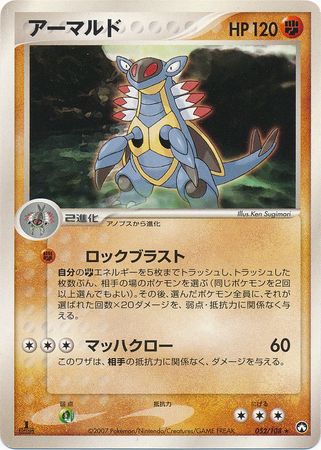 アーマルド HP 120
Illus. Ken Sugimori
2進化 アノプスから進化
ロックブラスト
自分の エネルギーを5枚までトラッシュし、トラッシュした
枚数ぶん、相手の場のポケモンを選ぶ(同じポケモンを2回
以上選んでもよい)。その後、選んだポケモン全員に、それが
選ばれた回数×20ダメージを、弱点・抵抗力に関係なく与
える。
マッハクロー 60
このワザは、相手の抵抗力に関係なく、ダメージを与える。
弱点 抵抗力 にげる
1 EDITION ©2007 Pokémon/Nintendo/Creatures/GAME FREAK. 052/108 ★